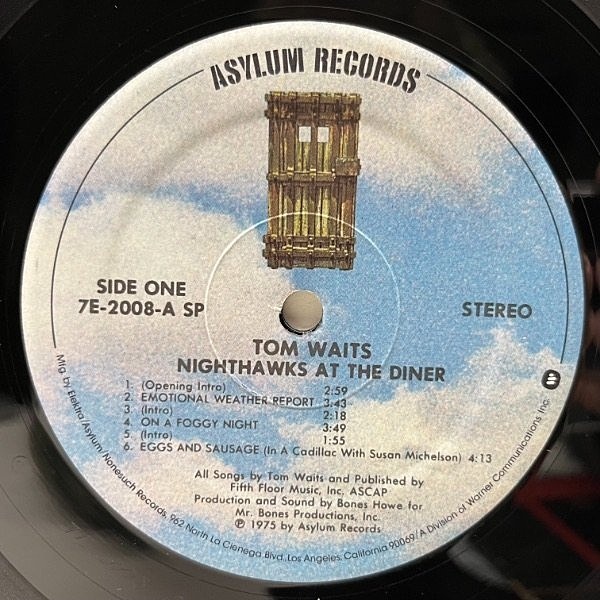 ASYLUM RECORDS
SIDE ONE
7E-2008-A SP
STEREO
TOM WAITS
NIGHTHAWKS AT THE DINER
1. (Opening Intro) 2:59
2. EMOTIONAL WEATHER REPORT 3:43
3. (Intro) 2:18
4. ON A FOGGY NIGHT 3:49
5. (Intro) 1:55
6. EGGS AND SAUSAGE (In A Cadillac With Susan Michelson) 4:13
All Songs by Tom Waits and Published by
Fifth Floor Music, Inc. ASCAP
Production and Sound by Bones Howe for
Mr. Bones Productions, Inc.
℗ 1975 by Asylum Records
Mfg. by Elektra/Asylum/Nonesuch Records, 962 North La Cienega Blvd., Los Angeles, California 90069/A Division of Warner Communications Inc.